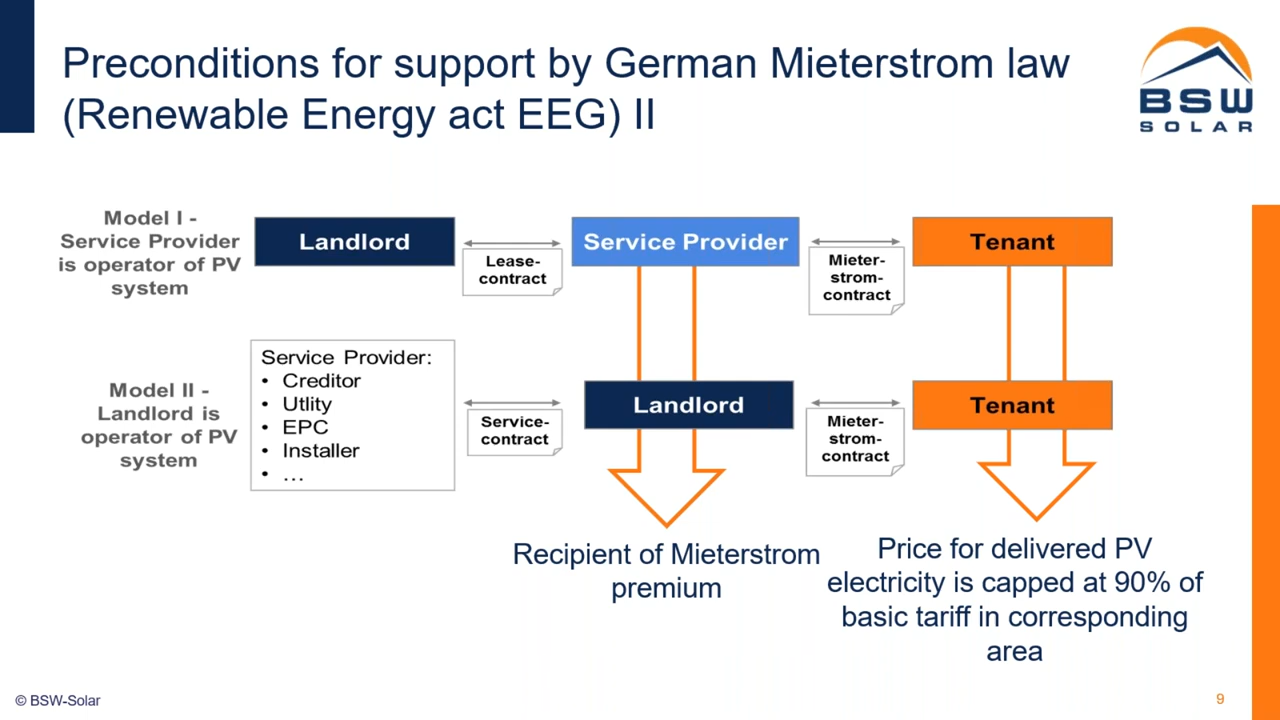 Preconditions for support by German Mieterstrom law
(Renewable Energy act EEG) II
BSW
SOLAR
Model I -
Service Provider
is operator of PV
system
Landlord
Lease-
contract
Service Provider
Mieter-
strom-
contract
Tenant
Model II -
Landlord is
operator of PV
system
Service Provider:
• Creditor
• Utlity
• EPC
• Installer
• …
Service-
contract
Landlord
Mieter-
strom-
contract
Tenant
Recipient of Mieterstrom
premium
Price for delivered PV
electricity is capped at 90% of
basic tariff in corresponding
area
© BSW-Solar
9